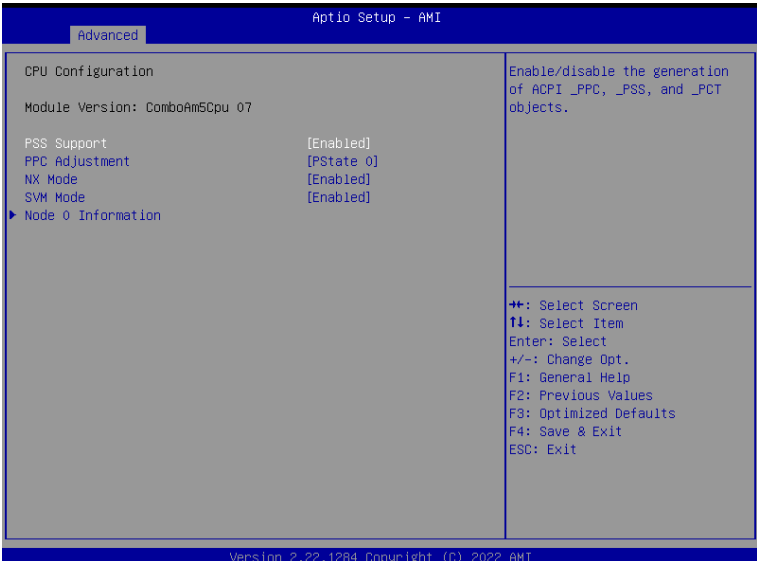 Aptio Setup – AMI
Advanced
CPU Configuration
Module Version: ComboAm5Cpu 07
PSS Support [Enabled]
PPC Adjustment [PState 0]
NX Mode [Enabled]
SVM Mode [Enabled]
Node 0 Information
Enable/disable the generation
of ACPI _PPC, _PSS, and _PCT
objects.
→←: Select Screen
↑↓: Select Item
Enter: Select
+/-: Change Opt.
F1: General Help
F2: Previous Values
F3: Optimized Defaults
F4: Save & Exit
ESC: Exit
Version 2.22.1284 Copyright (C) 2022 AMI